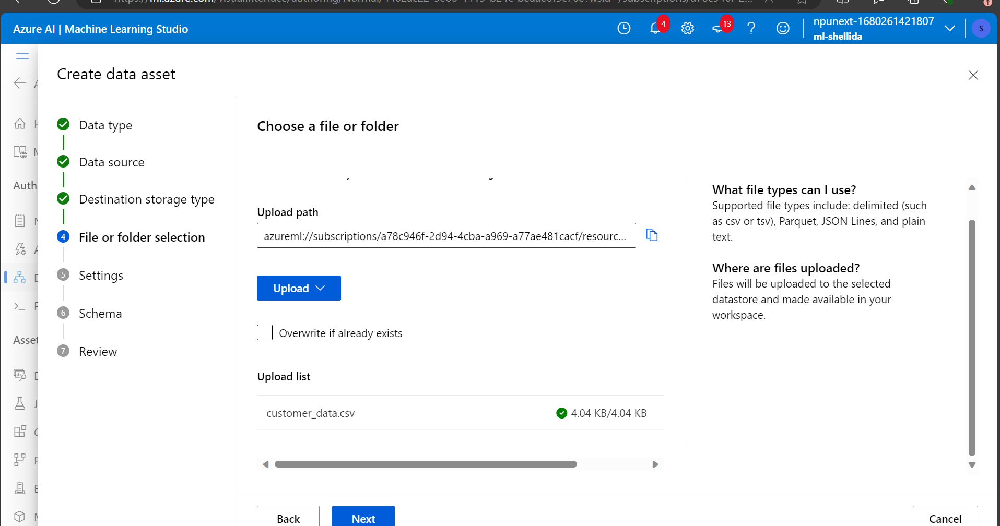 Azure AI | Machine Learning Studio
4
13
?
npunext-1680261421807
ml-shellida
S
Create data asset
Data type
Data source
Destination storage type
4 File or folder selection
5 Settings
6 Schema
7 Review
Auth
Asset
Choose a file or folder
Upload path
azureml://subscriptions/a78c946f-2d94-4cba-a969-a77ae481cacf/resourc...
Upload
Overwrite if already exists
Upload list
customer_data.csv 4.04 KB/4.04 KB
What file types can I use?
Supported file types include: delimited (such
as csv or tsv), Parquet, JSON Lines, and plain
text.
Where are files uploaded?
Files will be uploaded to the selected
datastore and made available in your
workspace.
Back
Next
Cancel